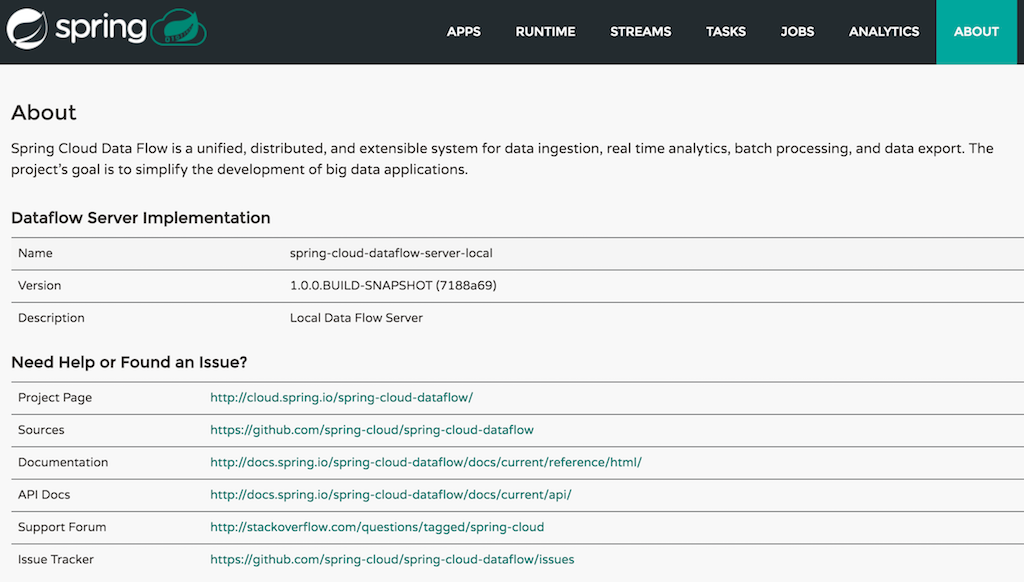 spring
APPS RUNTIME STREAMS TASKS JOBS ANALYTICS ABOUT
About
Spring Cloud Data Flow is a unified, distributed, and extensible system for data ingestion, real time analytics, batch processing, and data export. The
project's goal is to simplify the development of big data applications.
Dataflow Server Implementation
Name spring-cloud-dataflow-server-local
Version 1.0.0.BUILD-SNAPSHOT (7188a69)
Description Local Data Flow Server
Need Help or Found an Issue?
Project Page http://cloud.spring.io/spring-cloud-dataflow/
Sources https://github.com/spring-cloud/spring-cloud-dataflow
Documentation http://docs.spring.io/spring-cloud-dataflow/docs/current/reference/html/
API Docs http://docs.spring.io/spring-cloud-dataflow/docs/current/api/
Support Forum http://stackoverflow.com/questions/tagged/spring-cloud
Issue Tracker https://github.com/spring-cloud/spring-cloud-dataflow/issues